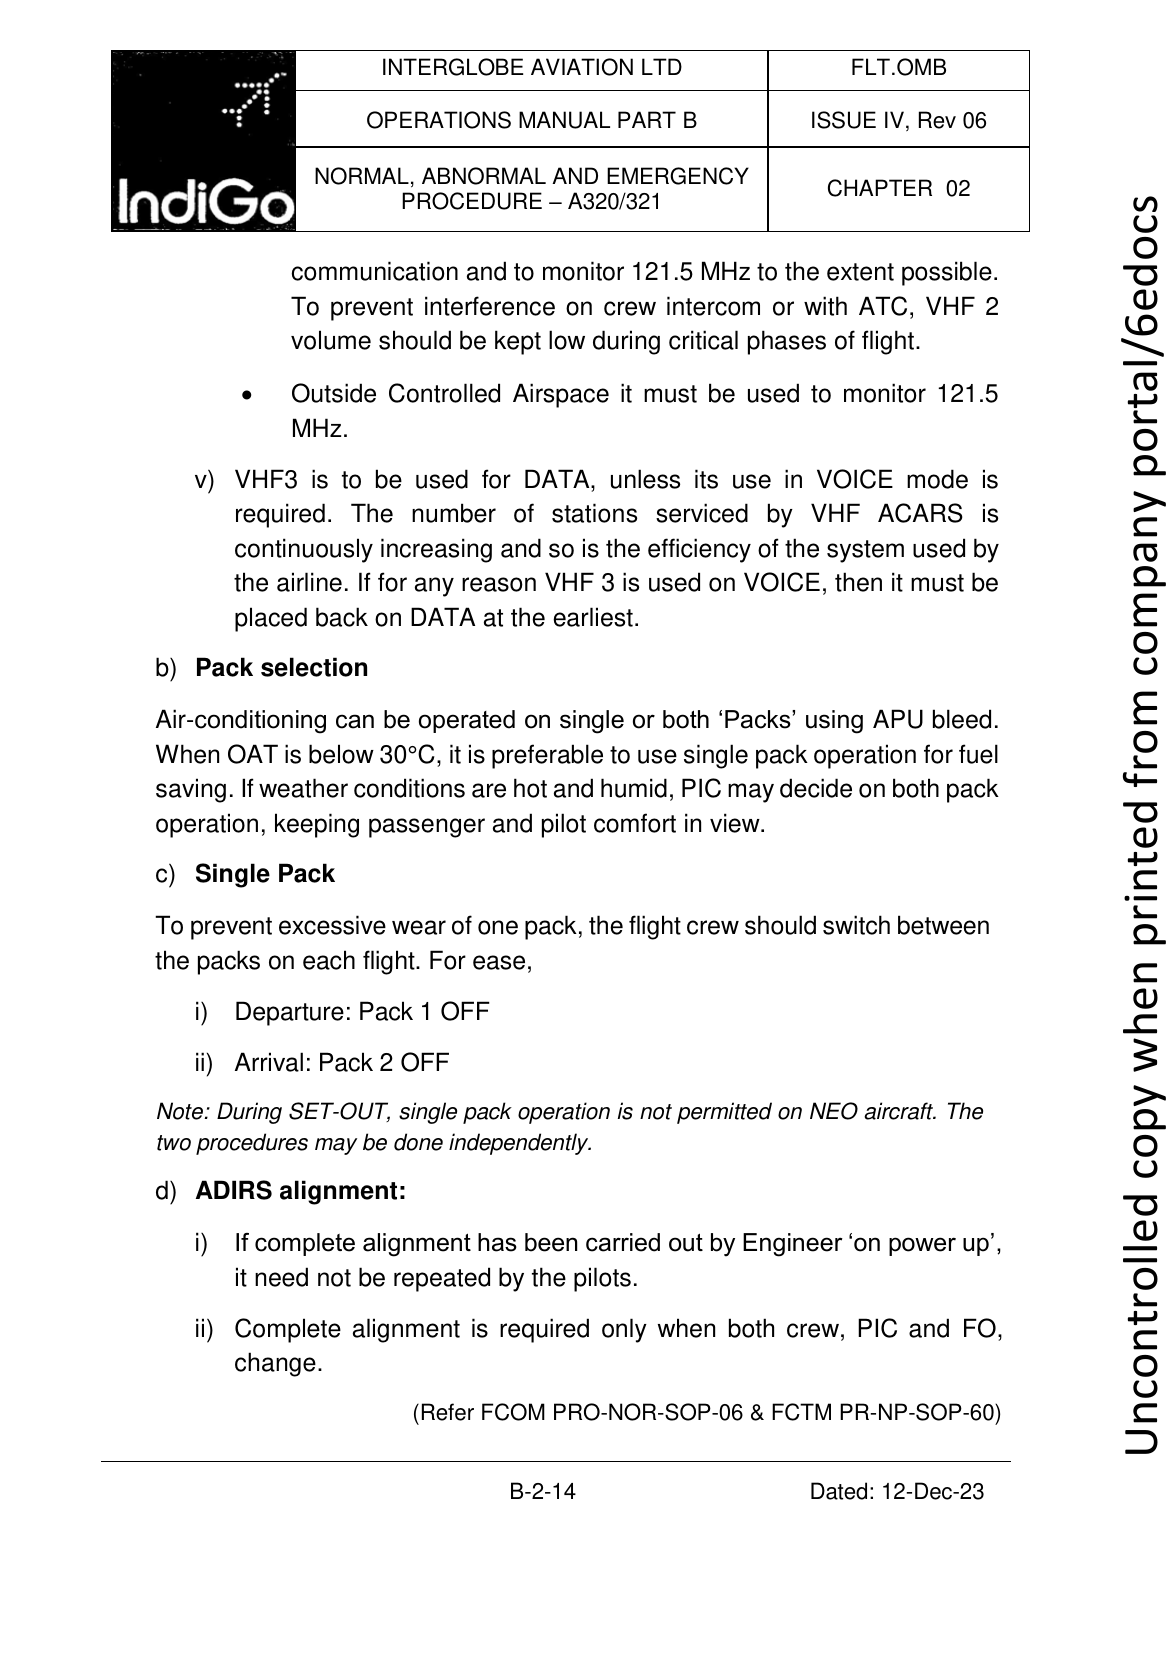 INTERGLOBE AVIATION LTD
FLT.OMB
OPERATIONS MANUAL PART B
ISSUE IV, Rev 06
IndiGo
NORMAL, ABNORMAL AND EMERGENCY
PROCEDURE – A320/321
CHAPTER 02
communication and to monitor 121.5 MHz to the extent possible.
To prevent interference on crew intercom or with ATC, VHF 2
volume should be kept low during critical phases of flight.
• Outside Controlled Airspace it must be used to monitor 121.5
MHz.
v) VHF3 is to be used for DATA, unless its use in VOICE mode is
required. The number of stations serviced by VHF ACARS is
continuously increasing and so is the efficiency of the system used by
the airline. If for any reason VHF 3 is used on VOICE, then it must be
placed back on DATA at the earliest.
b) Pack selection
Air-conditioning can be operated on single or both ‘Packs’ using APU bleed.
When OAT is below 30°C, it is preferable to use single pack operation for fuel
saving. If weather conditions are hot and humid, PIC may decide on both pack
operation, keeping passenger and pilot comfort in view.
c) Single Pack
To prevent excessive wear of one pack, the flight crew should switch between
the packs on each flight. For ease,
i) Departure: Pack 1 OFF
ii) Arrival: Pack 2 OFF
Note: During SET-OUT, single pack operation is not permitted on NEO aircraft. The
two procedures may be done independently.
d) ADIRS alignment:
i) If complete alignment has been carried out by Engineer ‘on power up’,
it need not be repeated by the pilots.
ii) Complete alignment is required only when both crew, PIC and FO,
change.
(Refer FCOM PRO-NOR-SOP-06 & FCTM PR-NP-SOP-60)
B-2-14
Dated: 12-Dec-23
Uncontrolled copy when printed from company portal/6edocs